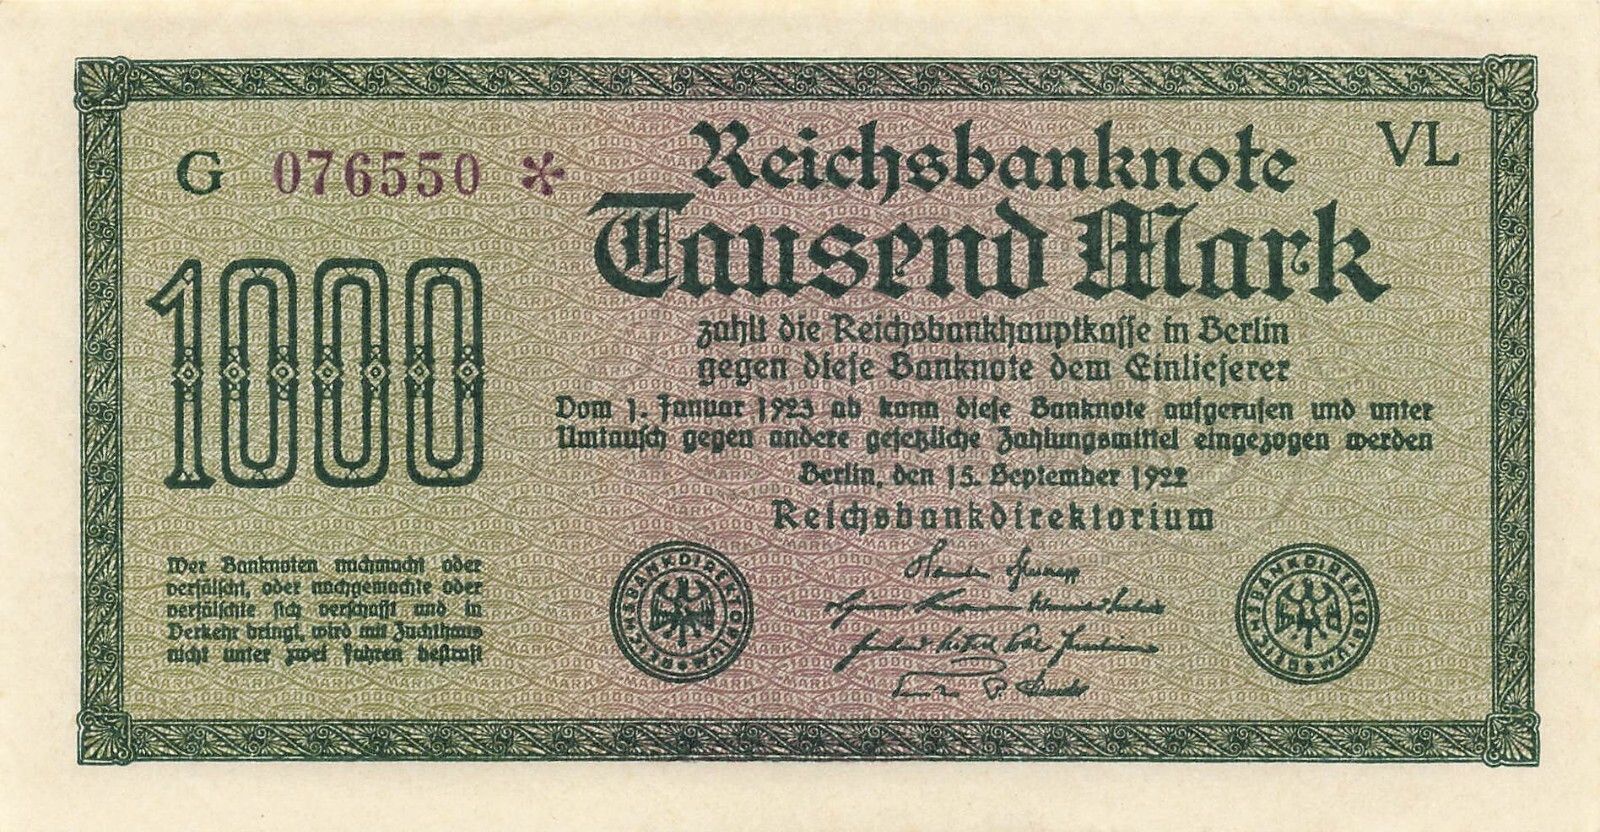 G 076550 *
VL
Reichsbanknote
Tausend Mark
1000
zahlt die Reichsbankhauptkasse in Berlin
gegen diese Banknote dem Einlieferer
Vom 1. Januar 1923 ab kann diese Banknote aufgerufen und unter
Umtausch gegen andere gesetzliche Zahlungsmittel eingezogen werden
Berlin, den 15. September 1922
Reichsbankdirektorium
Wer Banknoten nachmacht oder
verfälscht, oder nachgemachte oder
verfälschte sich verschafft und in
Verkehr bringt, wird mit Zuchthaus
nicht unter zwei Jahren bestraft
REICHSBANKDIREKTORIUM
REICHSBANKDIREKTORIUM